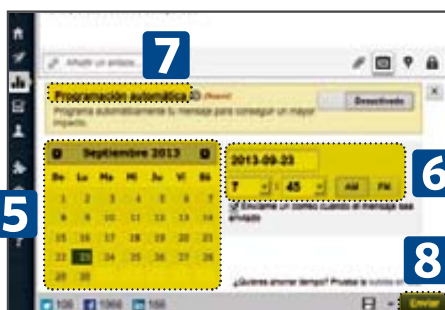 7
Añadir un enlace...
Programación automática (Nuevo)
Desactivado
Programa automáticamente tu mensaje para conseguir un mayor
impacto.
Septiembre 2013
Do Lu Ma Mi Ju Vi Sá
1 2 3 4 5 6 7
8 9 10 11 12 13 14
15 16 17 18 19 20 21
22 23 24 25 26 27 28
29 30
5
2013-09-23
7 : 45 AM PM
6
Envíame un correo cuando el mensaje sea
enviado
8
¿Quieres ahorrar tiempo? Prueba la
Enviar